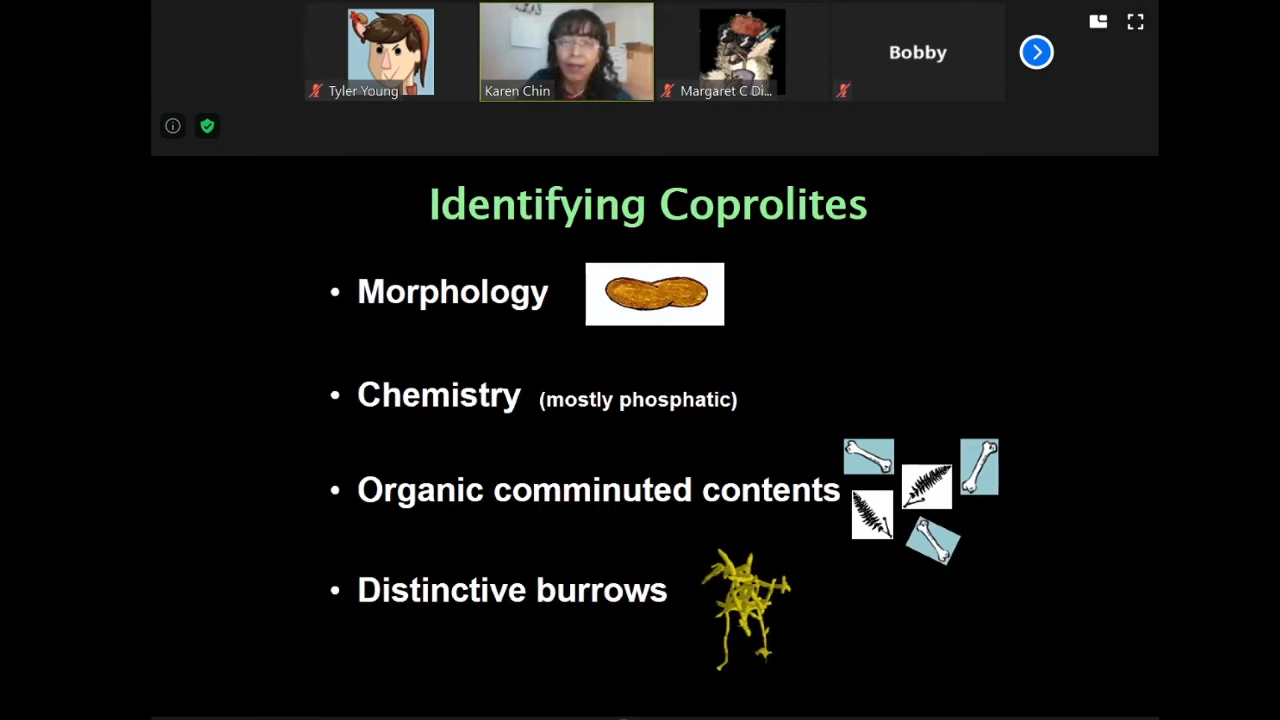 Tyler Young
Karen Chin
Margaret C Di...
Bobby
Identifying Coprolites
• Morphology
• Chemistry (mostly phosphatic)
• Organic comminuted contents
• Distinctive burrows